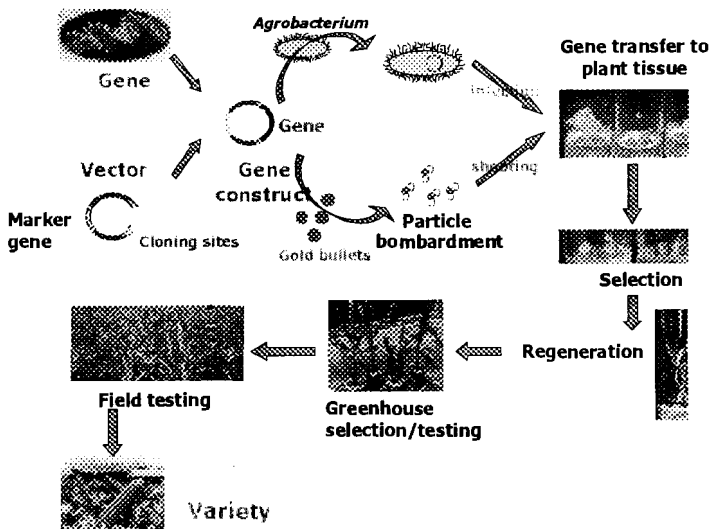 Agrobacterium
Gene
Gene transfer to
plant tissue
Gene
Vector
Gene
construct
shooting
Marker
gene
Cloning sites
Gold bullets
Particle
bombardment
Selection
Regeneration
Field testing
Greenhouse
selection/testing
Variety